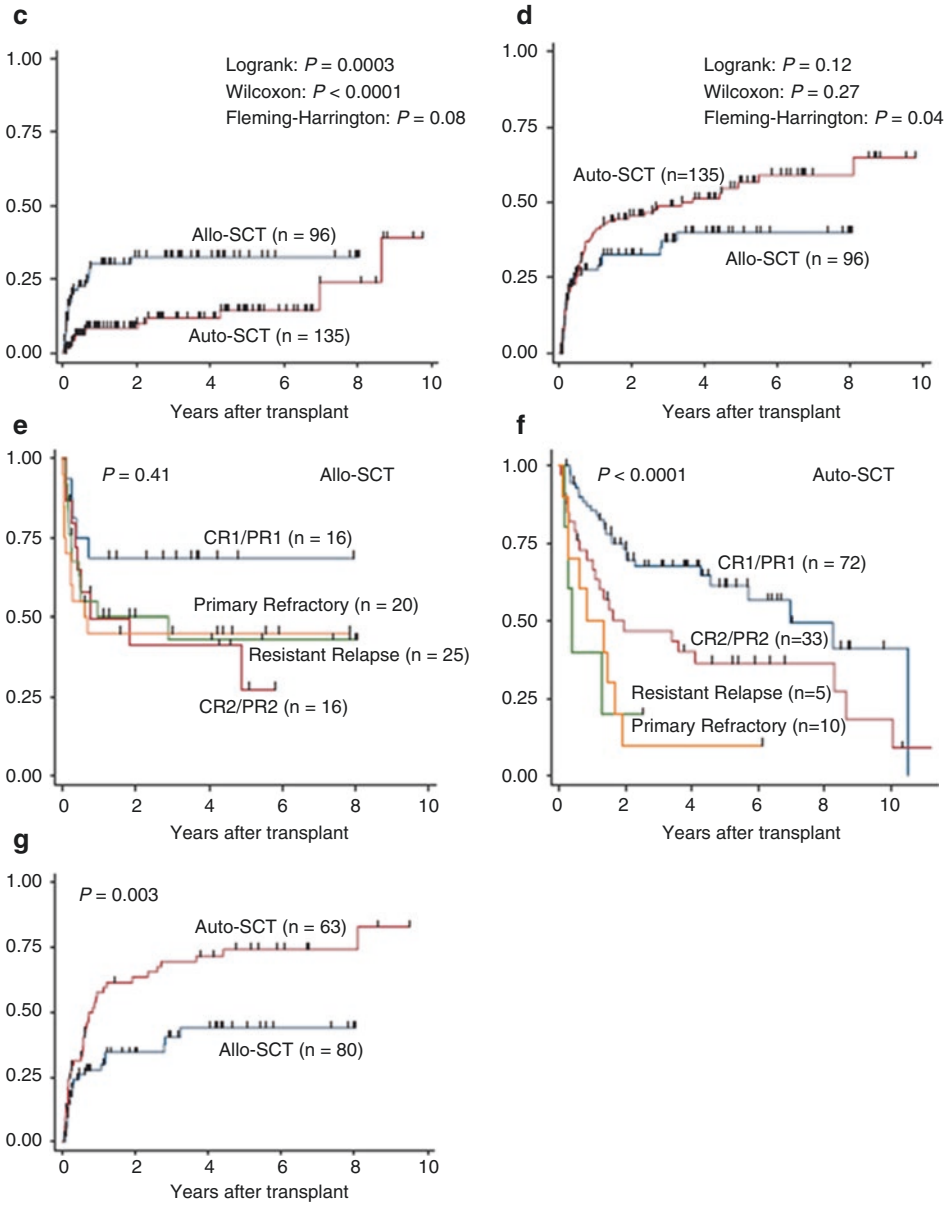 c
1.00
0.75
0.50
0.25
0.00
Logrank: P = 0.0003
Wilcoxon: P < 0.0001
Fleming-Harrington: P = 0.08
Allo-SCT (n = 96)
Auto-SCT (n = 135)
0 2 4 6 8 10
Years after transplant
d
1.00
0.75
0.50
0.25
0.00
Logrank: P = 0.12
Wilcoxon: P = 0.27
Fleming-Harrington: P = 0.04
Auto-SCT (n=135)
Allo-SCT (n = 96)
0 2 4 6 8 10
Years after transplant
e
1.00
0.75
0.50
0.25
0.00
P = 0.41
Allo-SCT
CR1/PR1 (n = 16)
Primary Refractory (n = 20)
Resistant Relapse (n = 25)
CR2/PR2 (n = 16)
0 2 4 6 8 10
Years after transplant
f
1.00
0.75
0.50
0.25
0.00
P < 0.0001
Auto-SCT
CR1/PR1 (n = 72)
CR2/PR2 (n=33)
Resistant Relapse (n=5)
Primary Refractory (n=10)
0 2 4 6 8 10
Years after transplant
g
1.00
0.75
0.50
0.25
0.00
P = 0.003
Auto-SCT (n = 63)
Allo-SCT (n = 80)
0 2 4 6 8 10
Years after transplant